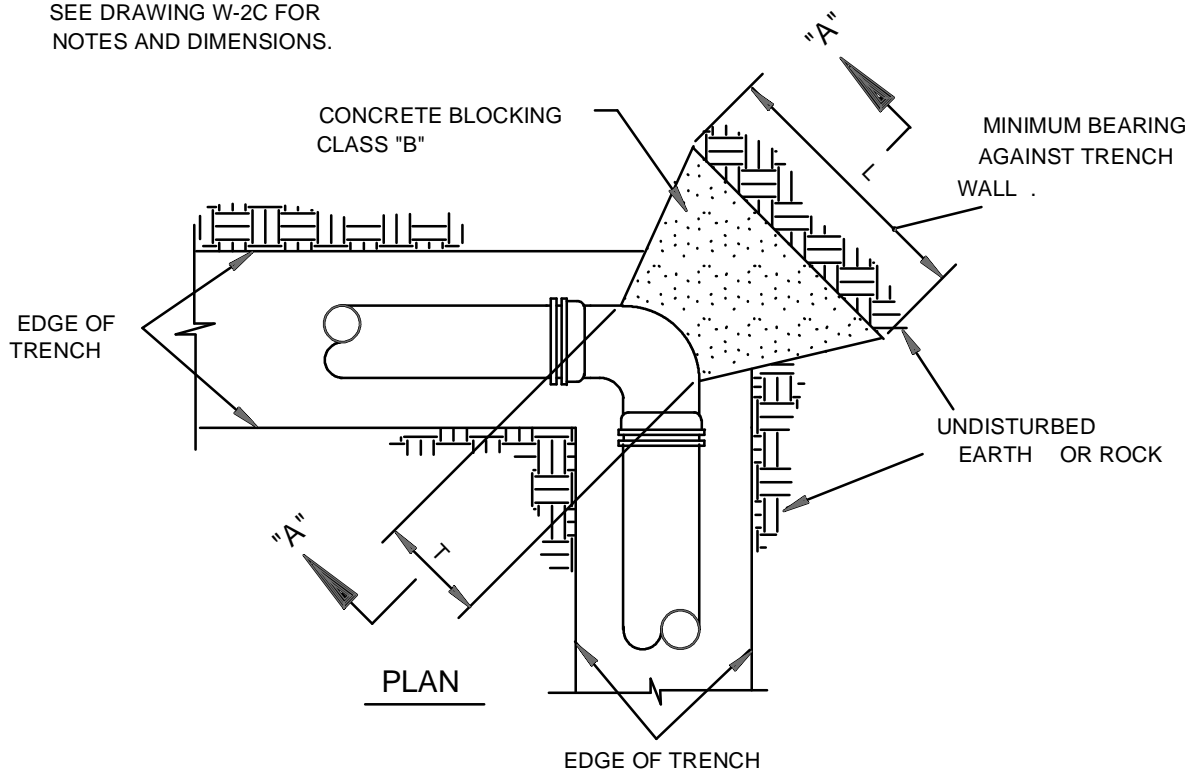 SEE DRAWING W-2C FOR
NOTES AND DIMENSIONS.
"A"
CONCRETE BLOCKING
CLASS "B"
MINIMUM BEARING
AGAINST TRENCH
WALL .
L
EDGE OF
TRENCH
UNDISTURBED
EARTH OR ROCK
"A"
T
PLAN
EDGE OF TRENCH